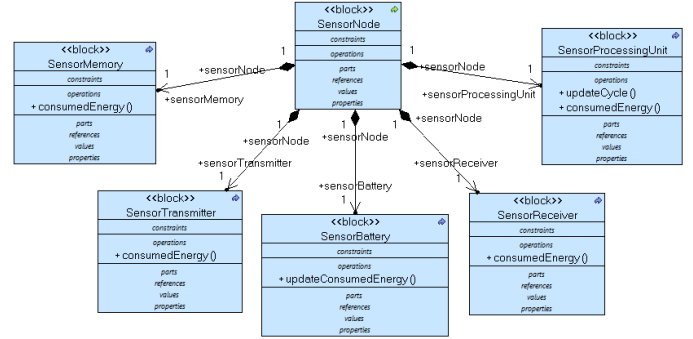 <<block>>
SensorNode
constraints
operations
parts
references
values
properties
<<block>>
SensorMemory
constraints
operations
+ consumedEnergy()
parts
references
values
properties
<<block>>
SensorProcessingUnit
constraints
operations
+ updateCycle()
+ consumedEnergy()
parts
references
values
properties
1
+sensorNode
1
+sensorMemory
1
+sensorNode
1
+sensorProcessingUnit
1
+sensorNode
+sensorTransmitter
1
1
+sensorNode
+sensorBattery
1
1
+sensorNode
+sensorReceiver
1
<<block>>
SensorTransmitter
constraints
operations
+ consumedEnergy()
parts
references
values
properties
<<block>>
SensorBattery
constraints
operations
+ updateConsumedEnergy()
parts
references
values
properties
<<block>>
SensorReceiver
constraints
operations
+ consumedEnergy()
parts
references
values
properties